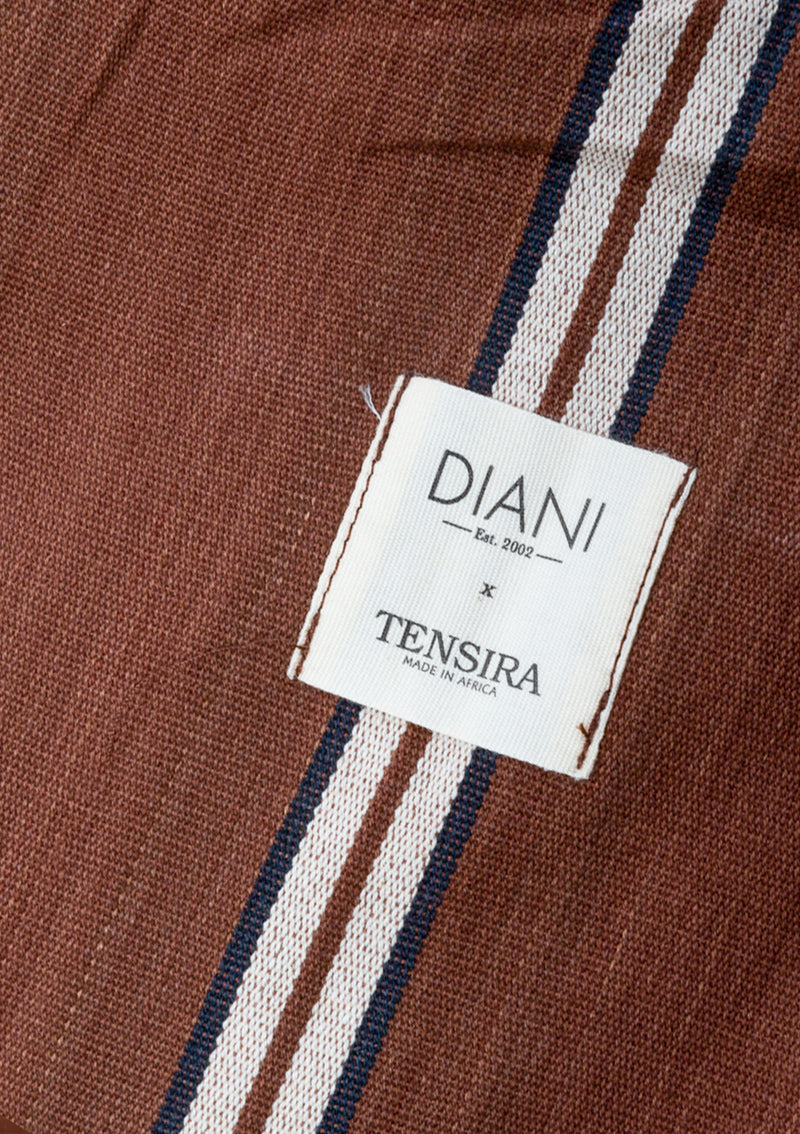 DIANI
Est. 2002
x
TENSIRA
MADE IN AFRICA